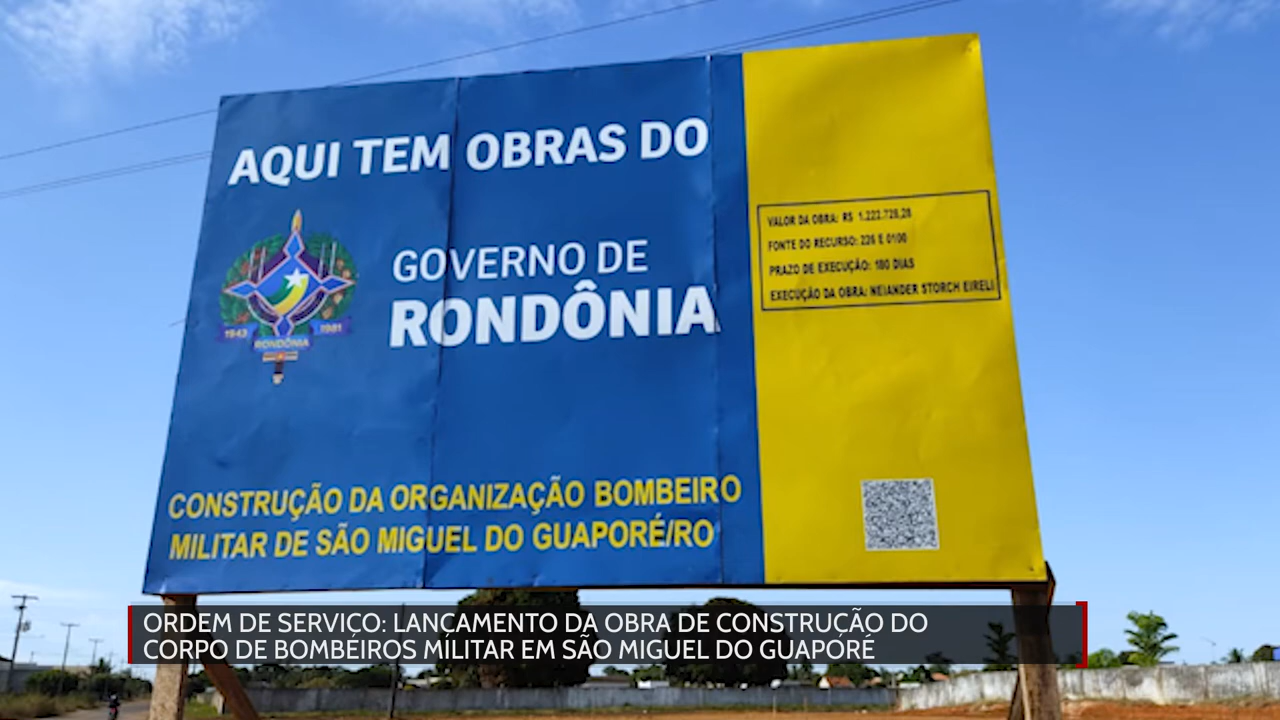 AQUI TEM OBRAS DO
GOVERNO DE
RONDÔNIA
1943 1981
RONDÔNIA
CONSTRUÇÃO DA ORGANIZAÇÃO BOMBEIRO
MILITAR DE SÃO MIGUEL DO GUAPORÉ/RO
VALOR DA OBRA: R$ 1.222.728,28
FONTE DO RECURSO: 226 E 0100
PRAZO DE EXECUÇÃO: 180 DIAS
EXECUÇÃO DA OBRA: NEIANDER STORCH EIRELI
ORDEM DE SERVIÇO: LANÇAMENTO DA OBRA DE CONSTRUÇÃO DO
CORPO DE BOMBEIROS MILITAR EM SÃO MIGUEL DO GUAPORÉ